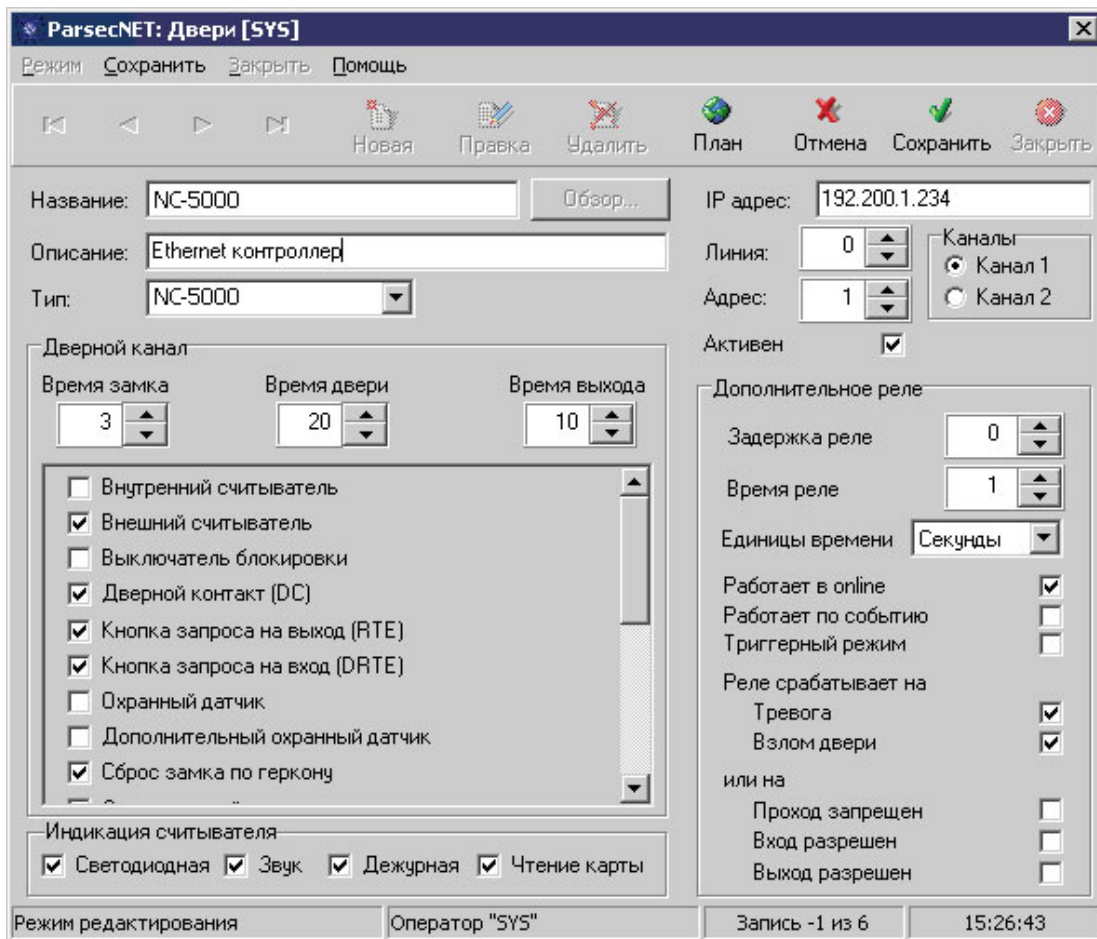 ParsecNET: Двери [SYS]
Режим Сохранить Закрыть Помощь
Новая Правка Удалить План Отмена Сохранить Закрыть
Название: NC-5000 Обзор...
Описание: Ethernet контроллер
Тип: NC-5000
IP адрес: 192.200.1.234
Линия: 0
Адрес: 1
Каналы
Канал 1
Канал 2
Активен
Дверной канал
Время замка Время двери Время выхода
3 20 10
Внутренний считыватель
Внешний считыватель
Выключатель блокировки
Дверной контакт (DC)
Кнопка запроса на выход (RTE)
Кнопка запроса на вход (DRTE)
Охранный датчик
Дополнительный охранный датчик
Сброс замка по геркону
Индикация считывателя
Светодиодная Звук Дежурная Чтение карты
Дополнительное реле
Задержка реле 0
Время реле 1
Единицы времени Секунды
Работает в online
Работает по событию
Триггерный режим
Реле срабатывает на
Тревога
Взлом двери
или на
Проход запрещен
Вход разрешен
Выход разрешен
Режим редактирования Оператор "SYS" Запись -1 из 6 15:26:43